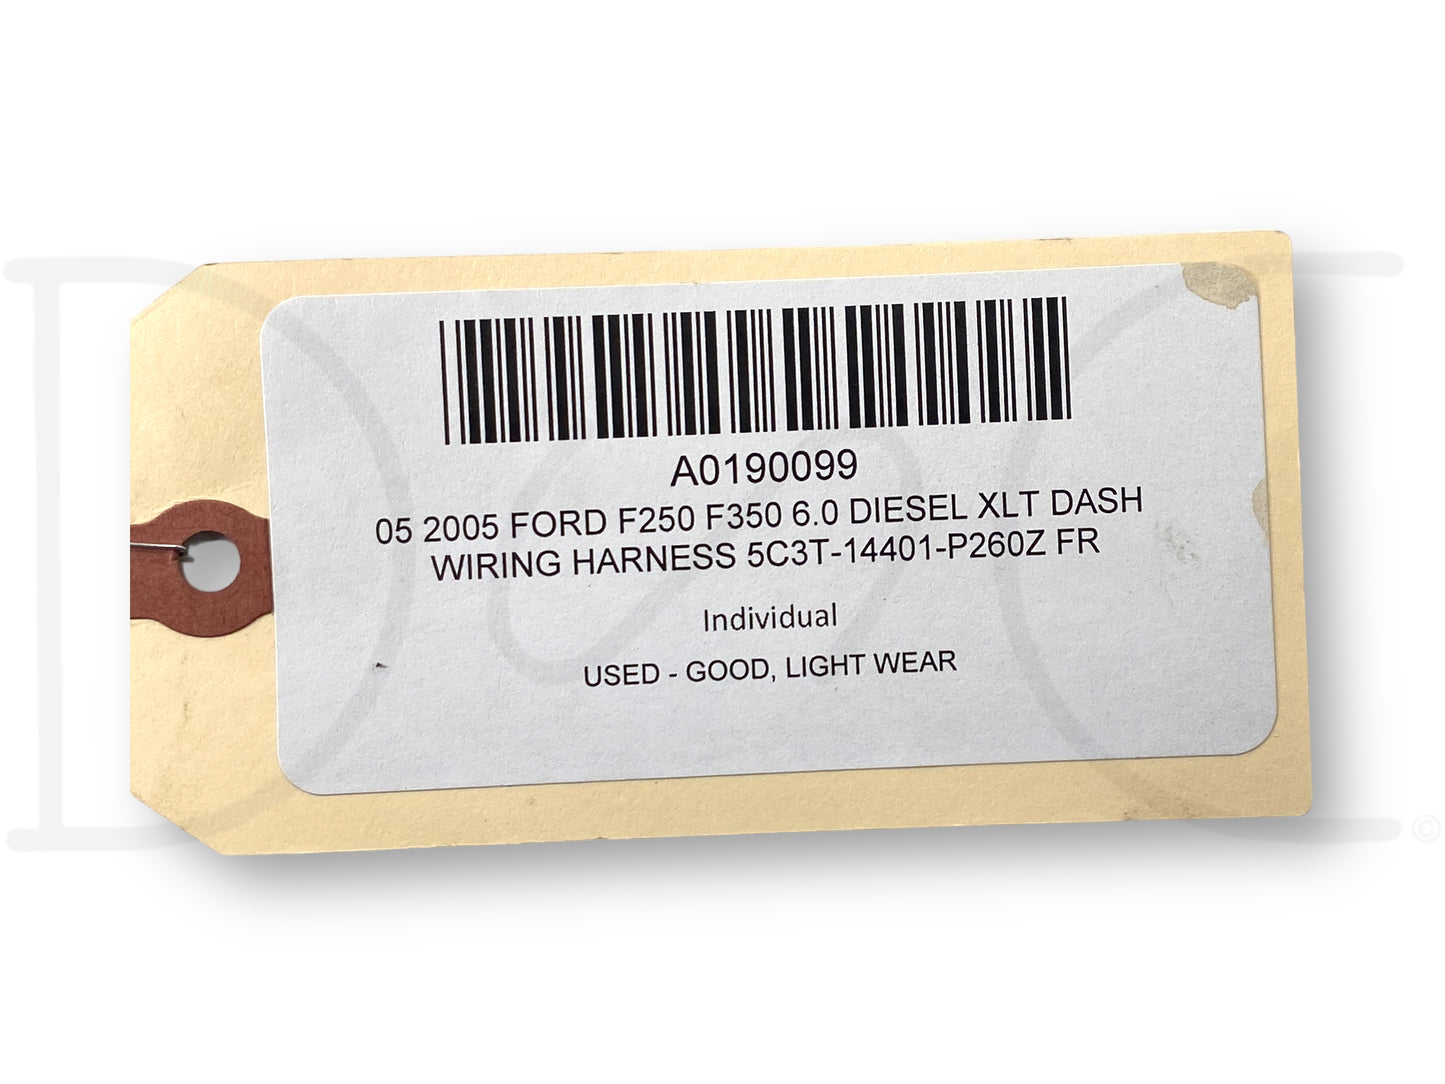 A0190099
05 2005 FORD F250 F350 6.0 DIESEL XLT DASH
WIRING HARNESS 5C3T-14401-P260Z FR
Individual
USED - GOOD, LIGHT WEAR
©